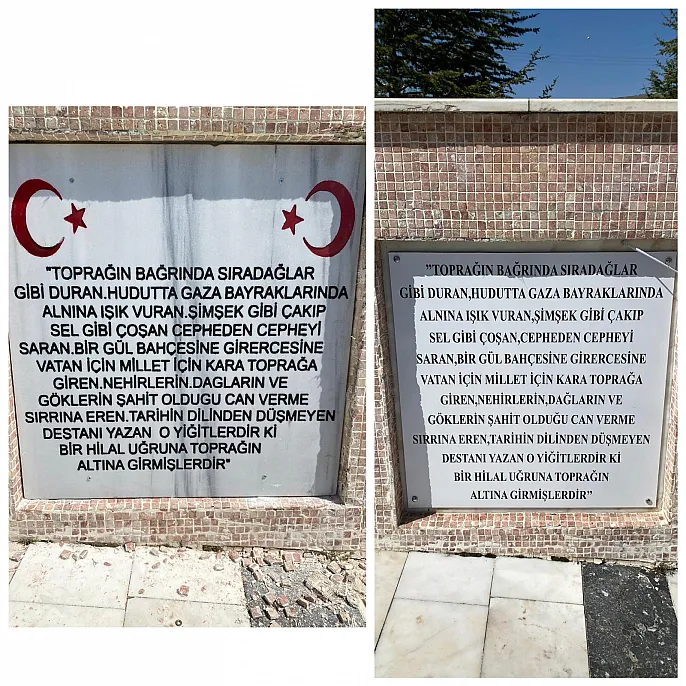 "TOPRAĞIN BAĞRINDA SIRADAĞLAR
GİBİ DURAN.HUDUTTA GAZA BAYRAKLARINDA
ALNINA IŞIK VURAN.ŞİMŞEK GİBİ ÇAKIP
SEL GİBİ ÇOŞAN CEPHEDEN CEPHEYİ
SARAN.BİR GÜL BAHÇESİNE GİRERCESİNE
VATAN İÇİN MİLLET İÇİN KARA TOPRAĞA
GİREN.NEHİRLERİN.DAGLARIN VE
GÖKLERİN ŞAHİT OLDUGU CAN VERME
SIRRINA EREN.TARİHİN DİLİNDEN DÜŞMEYEN
DESTANI YAZAN O YİĞİTLERDİR Kİ
BİR HİLAL UĞRUNA TOPRAĞIN
ALTINA GİRMİŞLERDİR"
"TOPRAĞIN BAĞRINDA SIRADAĞLAR
GİBİ DURAN,HUDUTTA GAZA BAYRAKLARINDA
ALNINA IŞIK VURAN,ŞİMŞEK GİBİ ÇAKIP
SEL GİBİ ÇOŞAN,CEPHEDEN CEPHEYİ
SARAN,BİR GÜL BAHÇESİNE GİRERCESİNE
VATAN İÇİN MİLLET İÇİN KARA TOPRAĞA
GİREN,NEHİRLERİN,DAĞLARIN VE
GÖKLERİN ŞAHİT OLDUĞU CAN VERME
SIRRINA EREN,TARİHİN DİLİNDEN DÜŞMEYEN
DESTANI YAZAN O YİĞİTLERDİR Kİ
BİR HİLAL UĞRUNA TOPRAĞIN
ALTINA GİRMİŞLERDİR"